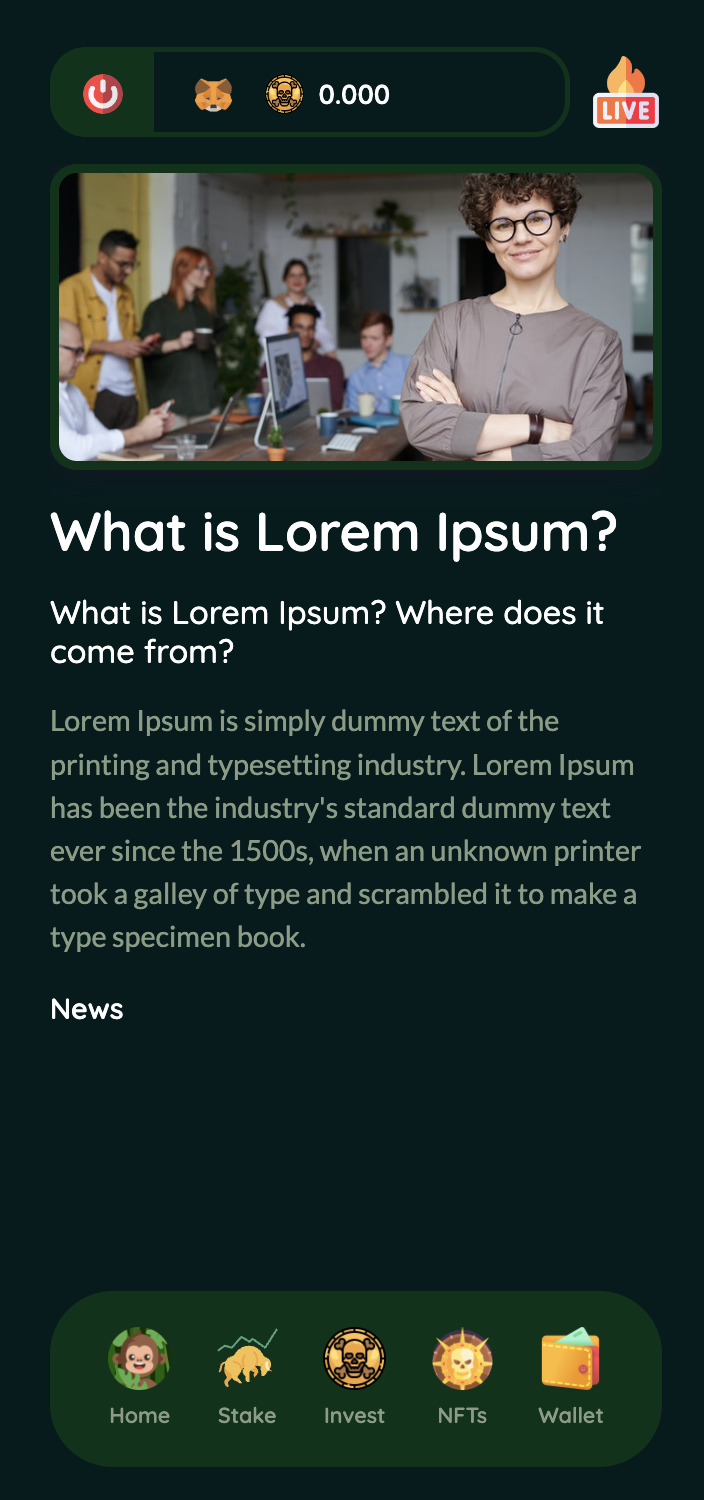 0.000
LIVE
What is Lorem Ipsum?
What is Lorem Ipsum? Where does it
come from?
Lorem Ipsum is simply dummy text of the
printing and typesetting industry. Lorem Ipsum
has been the industry's standard dummy text
ever since the 1500s, when an unknown printer
took a galley of type and scrambled it to make a
type specimen book.
News
Home Stake Invest NFTs Wallet